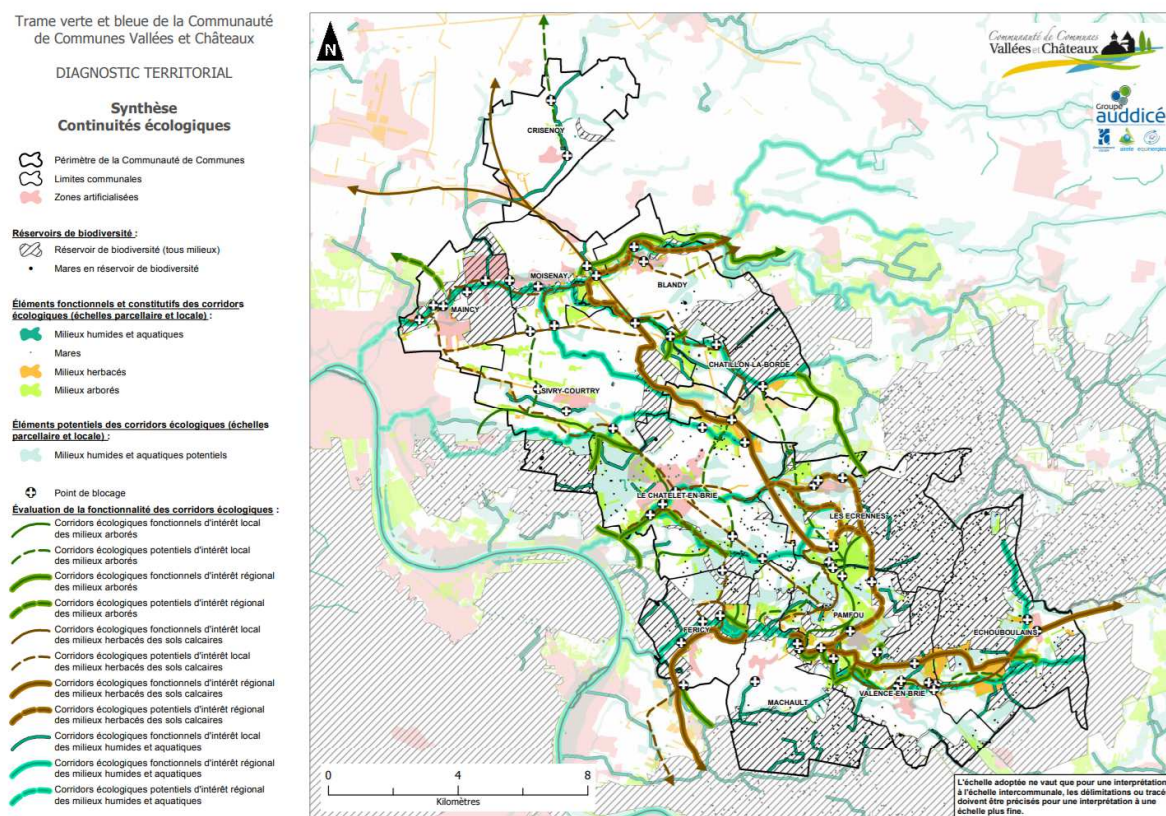 Trame verte et bleue de la Communauté
de Communes Vallées et Châteaux
DIAGNOSTIC TERRITORIAL
Synthèse
Continuités écologiques
Périmètre de la Communauté de Communes
Limites communales
Zones artificialisées
Réservoirs de biodiversité :
Réservoir de biodiversité (tous milieux)
Mares en réservoir de biodiversité
Éléments fonctionnels et constitutifs des corridors
écologiques (échelles parcellaire et locale) :
Milieux humides et aquatiques
Mares
Milieux herbacés
Milieux arborés
Éléments potentiels des corridors écologiques (échelles
parcellaire et locale) :
Milieux humides et aquatiques potentiels
Point de blocage
Évaluation de la fonctionnalité des corridors écologiques :
Corridors écologiques fonctionnels d'intérêt local
des milieux arborés
Corridors écologiques potentiels d'intérêt local
des milieux arborés
Corridors écologiques fonctionnels d'intérêt régional
des milieux arborés
Corridors écologiques potentiels d'intérêt régional
des milieux arborés
Corridors écologiques fonctionnels d'intérêt local
des milieux herbacés des sols calcaires
Corridors écologiques potentiels d'intérêt local
des milieux herbacés des sols calcaires
Corridors écologiques fonctionnels d'intérêt régional
des milieux herbacés des sols calcaires
Corridors écologiques potentiels d'intérêt régional
des milieux herbacés des sols calcaires
Corridors écologiques fonctionnels d'intérêt local
des milieux humides et aquatiques
Corridors écologiques fonctionnels d'intérêt régional
des milieux humides et aquatiques
Corridors écologiques potentiels d'intérêt régional
des milieux humides et aquatiques
N
Communauté de Communes
Vallées et Châteaux
Groupe
auddicé
CRISENOY
MOISENAY
BLANDY
MAINCY
CHATILLON-LA-BORDE
SIVRY-COURTRY
LE CHATELET-EN-BRIE
LES ECRENNES
PAMFOU
FERICY
ECHOUBOULAINS
VALENCE-EN-BRIE
MACHAULT
0 4 8
Kilomètres
L'échelle adoptée ne vaut que pour une interprétation
à l'échelle intercommunale, les délimitations ou tracé
doivent être précisés pour une interprétation à une
échelle plus fine.